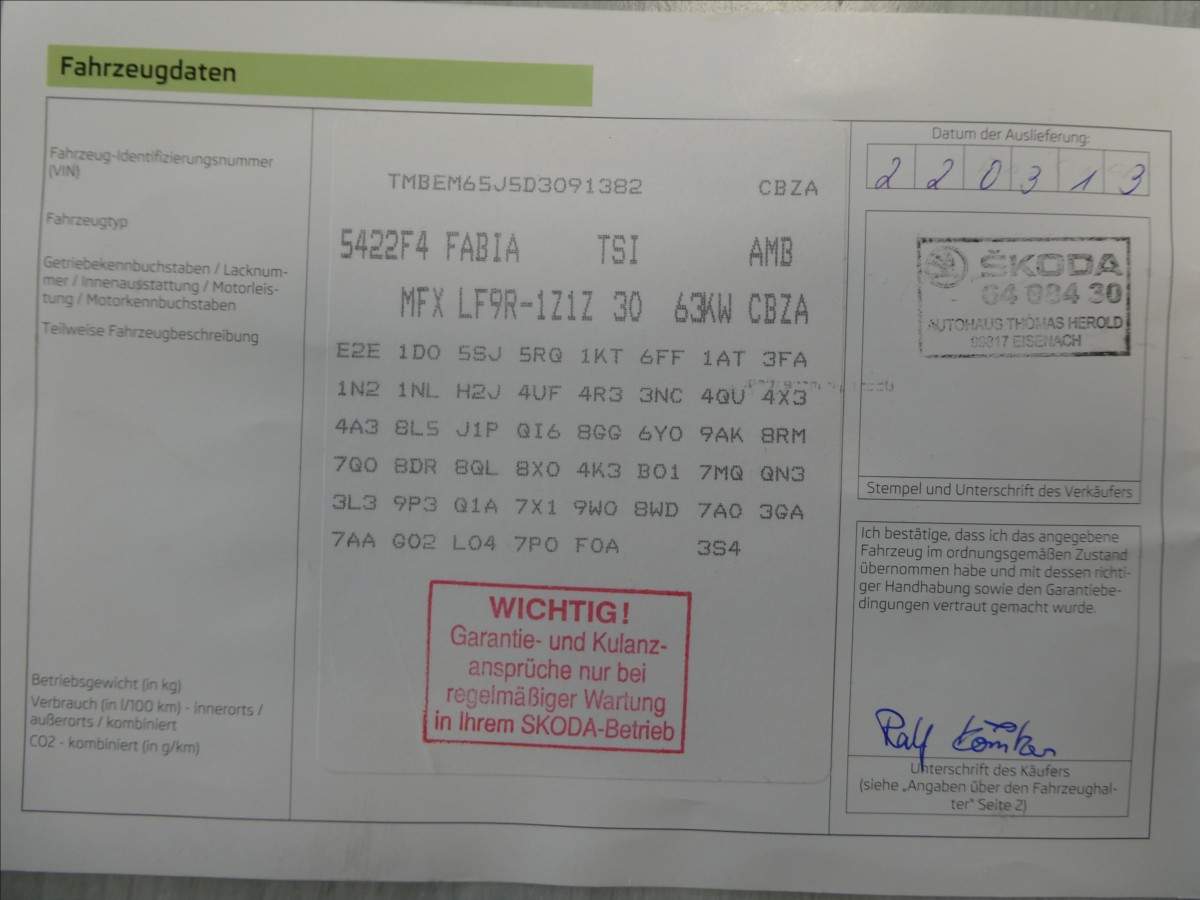 Fahrzeugdaten
Fahrzeug-Identifizierungsnummer
(VIN)
TMBEM65J5D3091382 CBZA
Fahrzeugtyp
5422F4 FABIA TSI AMB
Getriebekennbuchstaben / Lacknum-
mer / Innenausstattung / Motorleis-
tung / Motorkennbuchstaben
MFX LF9R-1Z1Z 30 63KW CBZA
Teilweise Fahrzeugbeschreibung
E2E 1D0 5SJ 5RQ 1KT 6FF 1AT 3FA
1N2 1NL H2J 4UF 4R3 3NC 4QU 4X3
4A3 8L5 J1P QI6 8GG 6Y0 9AK 8RM
7Q0 8DR 8QL 8X0 4K3 B01 7MQ QN3
3L3 9P3 Q1A 7X1 9W0 8WD 7A0 3GA
7AA G02 L04 7P0 F0A 3S4
WICHTIG!
Garantie- und Kulanz-
ansprüche nur bei
regelmäßiger Wartung
in Ihrem SKODA-Betrieb
Betriebsgewicht (in kg)
Verbrauch (in l/100 km) - innerorts /
außerorts / kombiniert
CO2 - kombiniert (in g/km)
Datum der Auslieferung:
2 2 0 3 1 3
ŠKODA
04 084 30
AUTOHAUS THOMAS HEROLD
99817 EISENACH
Stempel und Unterschrift des Verkäufers
Ich bestätige, dass ich das angegebene
Fahrzeug im ordnungsgemäßen Zustand
übernommen habe und mit dessen richti-
ger Handhabung sowie den Garantiebe-
dingungen vertraut gemacht wurde.
Ralf
Unterschrift des Käufers
(siehe „Angaben über den Fahrzeughal-
ter" Seite 2)